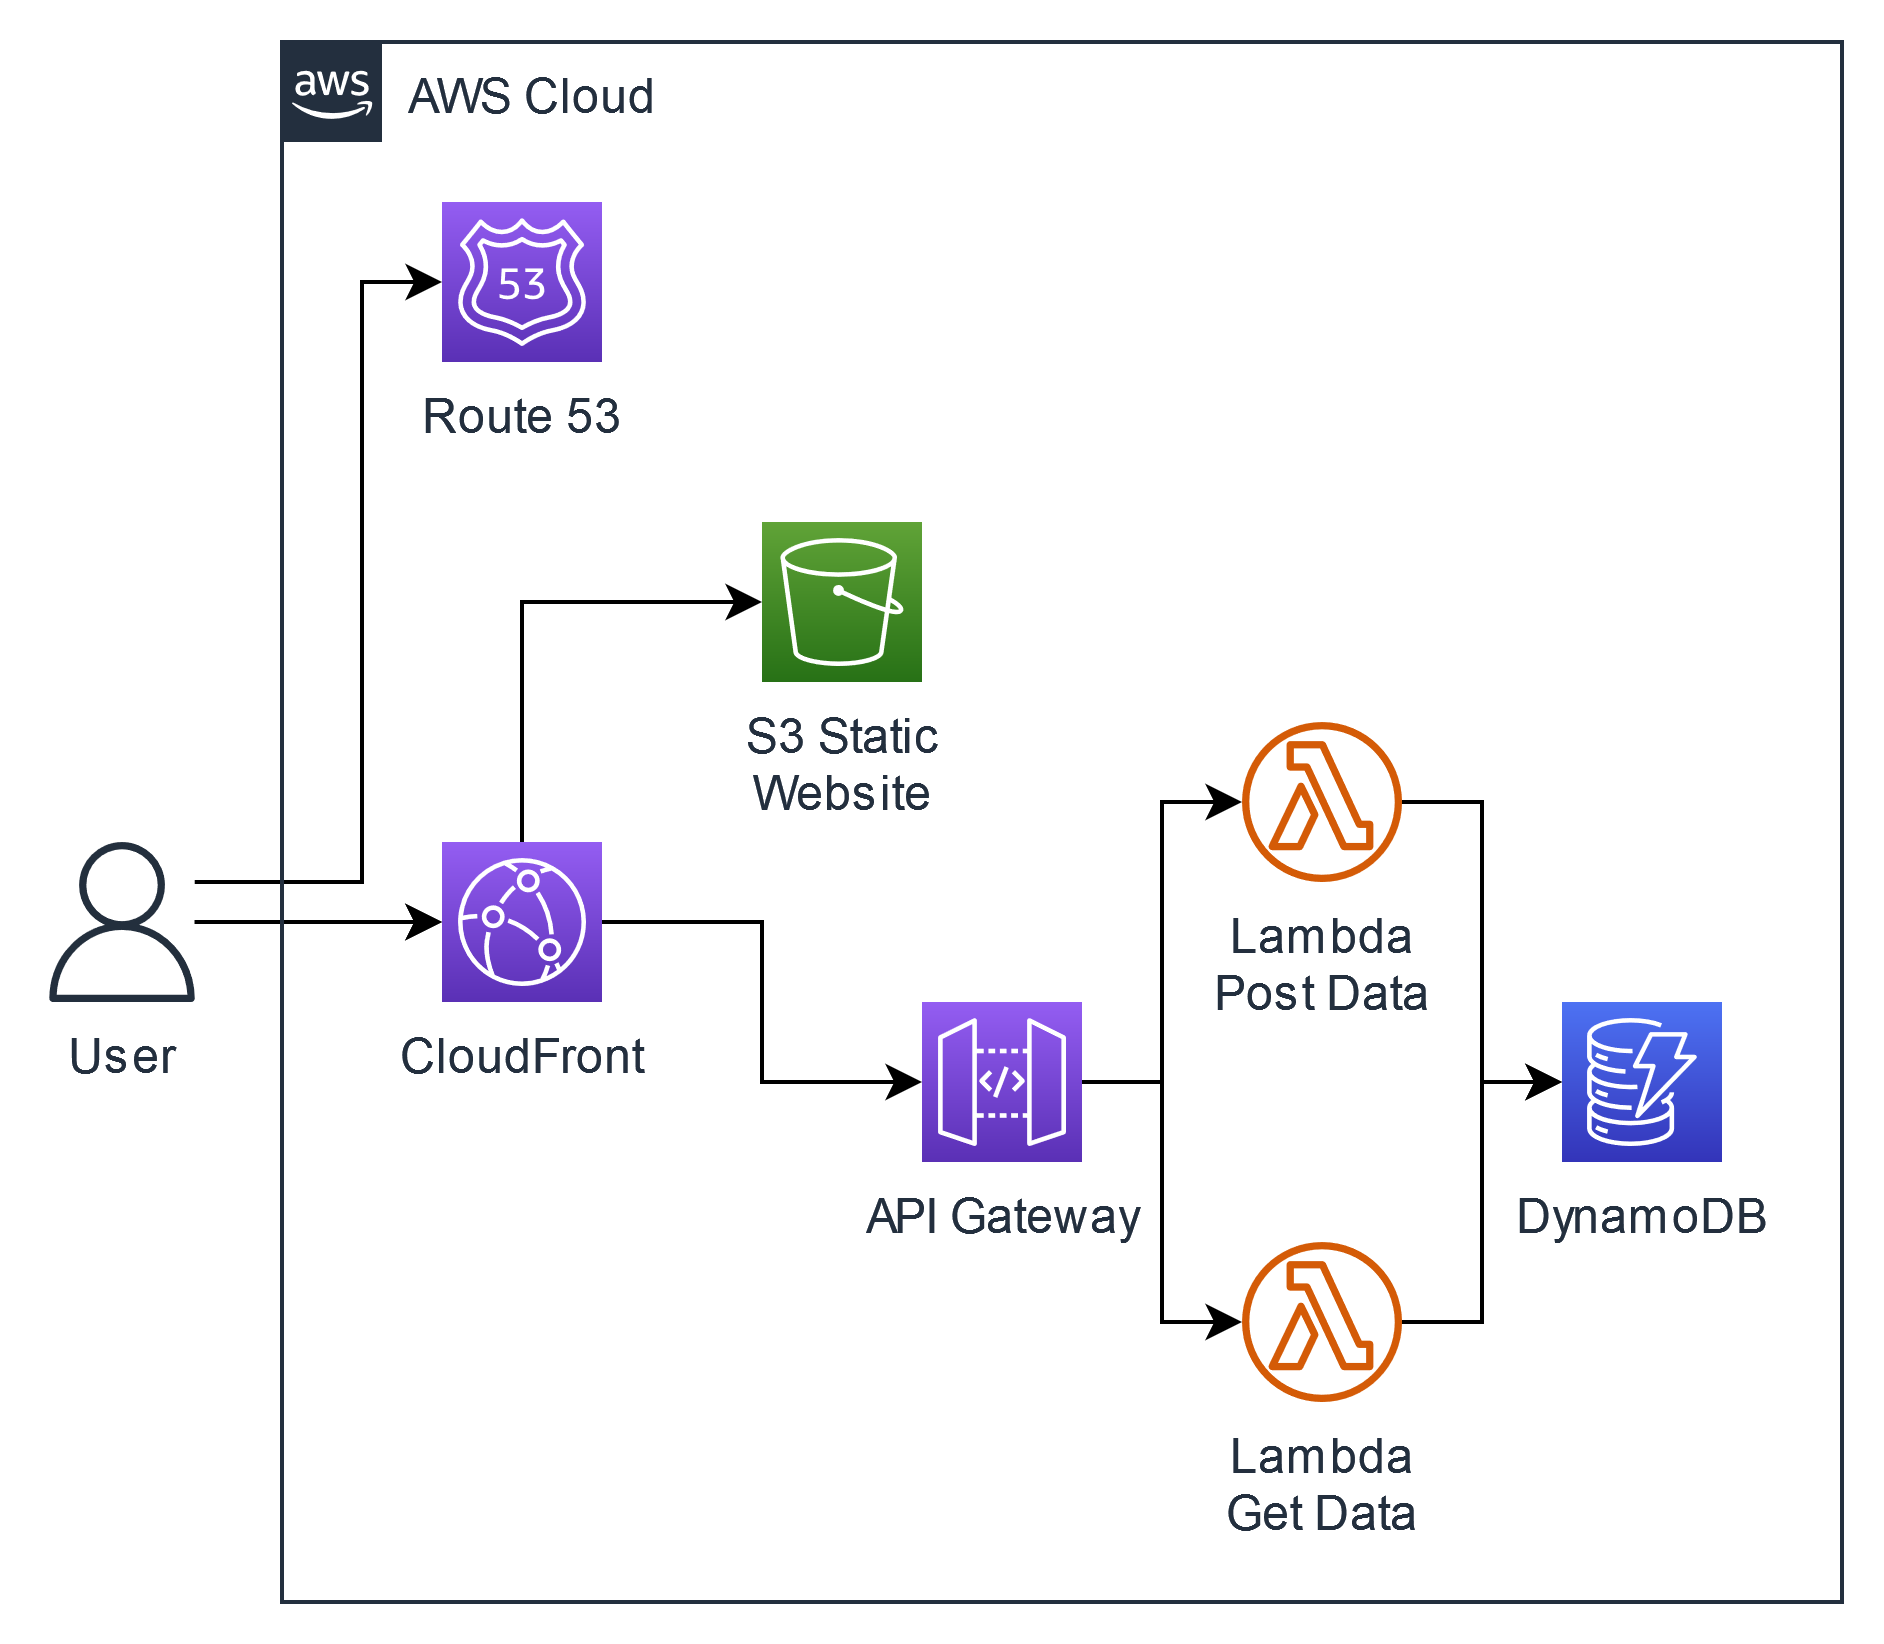 aws
AWS Cloud
53
Route 53
S3 Static
Website
Lambda
Post Data
User
CloudFront
</>
API Gateway
DynamoDB
Lambda
Get Data